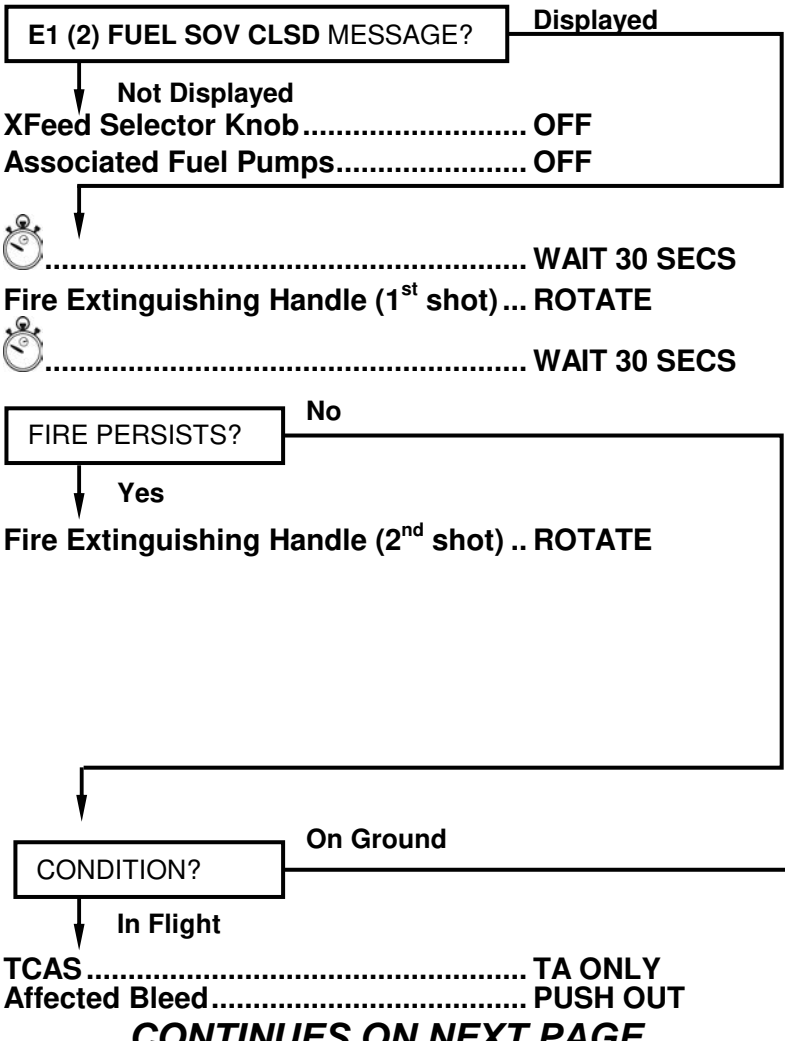 Displayed
E1 (2) FUEL SOV CLSD MESSAGE?
Not Displayed
XFeed Selector Knob........................... OFF
Associated Fuel Pumps....................... OFF
.......................................................... WAIT 30 SECS
Fire Extinguishing Handle (1st shot)... ROTATE
.......................................................... WAIT 30 SECS
No
FIRE PERSISTS?
Yes
Fire Extinguishing Handle (2nd shot) .. ROTATE
On Ground
CONDITION?
In Flight
TCAS..................................................... TA ONLY
Affected Bleed...................................... PUSH OUT
CONTINUES ON NEXT PAGE